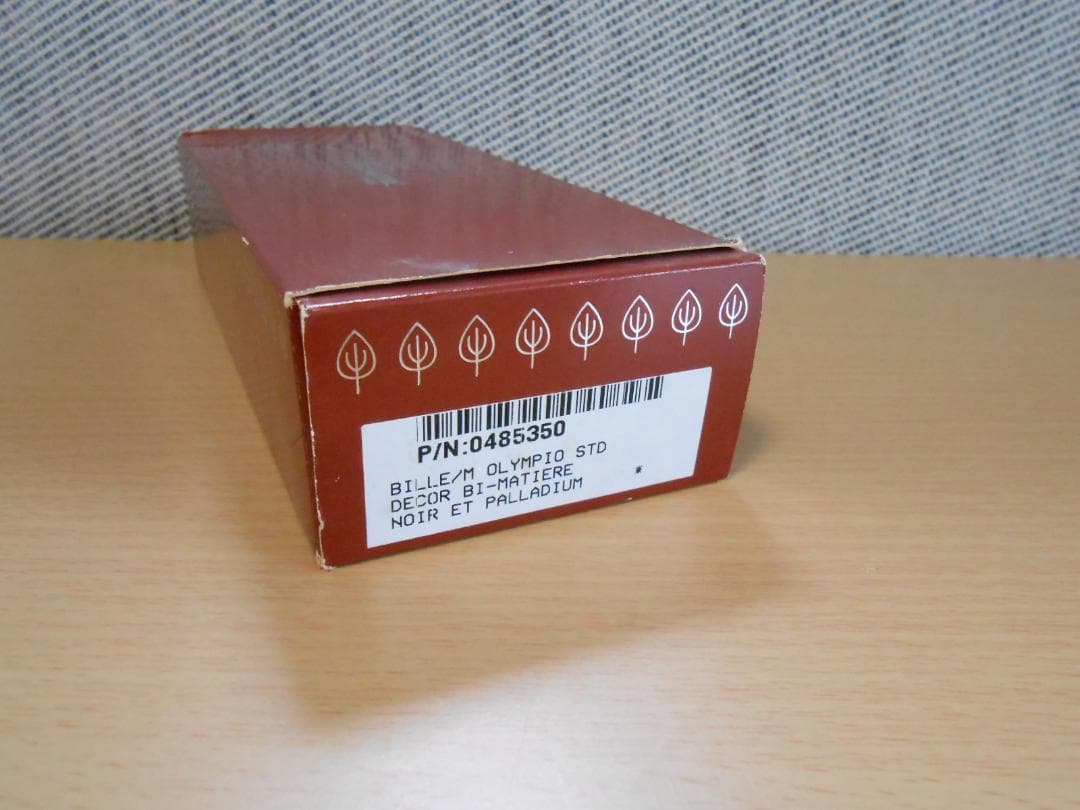 P/N:0485350
BILLE/M OLYMPIO STD
DECOR BI-MATIERE *
NOIR ET PALLADIUM